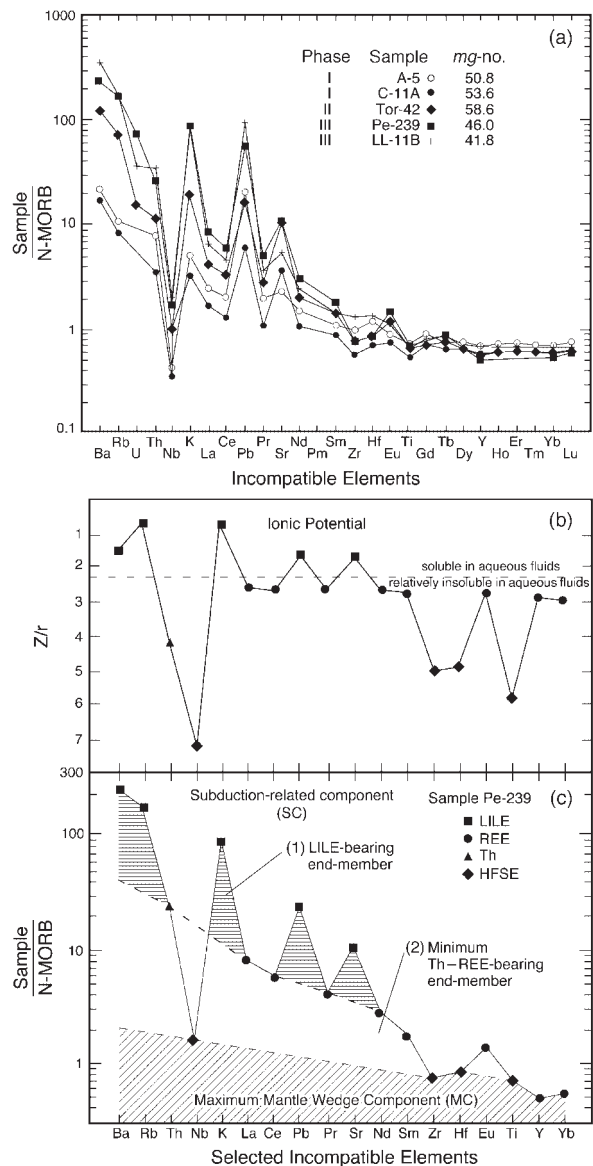 (a)
1000
100
10
1
0.1
Sample
N-MORB
Phase Sample mg-no.
I A-5 50.8
I C-11A 53.6
II Tor-42 58.6
III Pe-239 46.0
III LL-11B 41.8
Rb Th K Ce Pr Nd Sm Hf Ti Tb Y Er Yb
Ba U Nb La Pb Sr Pm Zr Eu Gd Dy Ho Tm Lu
Incompatible Elements
(b)
Ionic Potential
soluble in aqueous fluids
relatively insoluble in aqueous fluids
Z/r
1
2
3
4
5
6
7
300
(c)
Subduction-related component
(SC)
Sample Pe-239
LILE
REE
Th
HFSE
(1) LILE-bearing
end-member
(2) Minimum
Th–REE-bearing
end-member
100
10
1
Sample
N-MORB
Maximum Mantle Wedge Component (MC)
Ba Rb Th Nb K La Ce Pb Pr Sr Nd Sm Zr Hf Eu Ti Y Yb
Selected Incompatible Elements